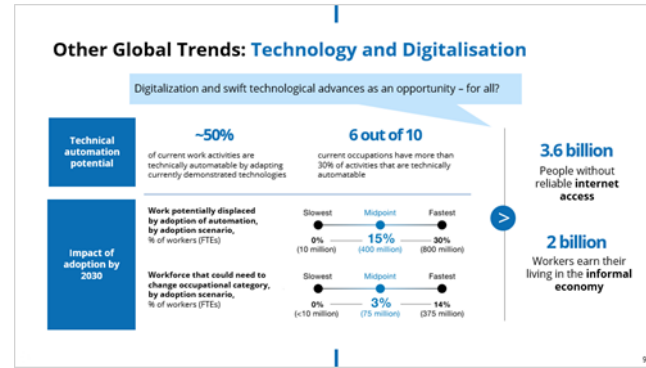 Other Global Trends: Technology and Digitalisation
Digitalization and swift technological advances as an opportunity – for all?
Technical
automation
potential
~50%
of current work activities are
technically automatable by adapting
currently demonstrated technologies
6 out of 10
current occupations have more than
30% of activities that are technically
automatable
Impact of
adoption by
2030
Work potentially displaced
by adoption of automation,
by adoption scenario,
% of workers (FTEs)
Slowest Midpoint Fastest
0% 15% 30%
(10 million) (400 million) (800 million)
Workforce that could need to
change occupational category,
by adoption scenario,
% of workers (FTEs)
Slowest Midpoint Fastest
0% 3% 14%
(<10 million) (75 million) (375 million)
>
3.6 billion
People without
reliable internet
access
2 billion
Workers earn their
living in the informal
economy
9